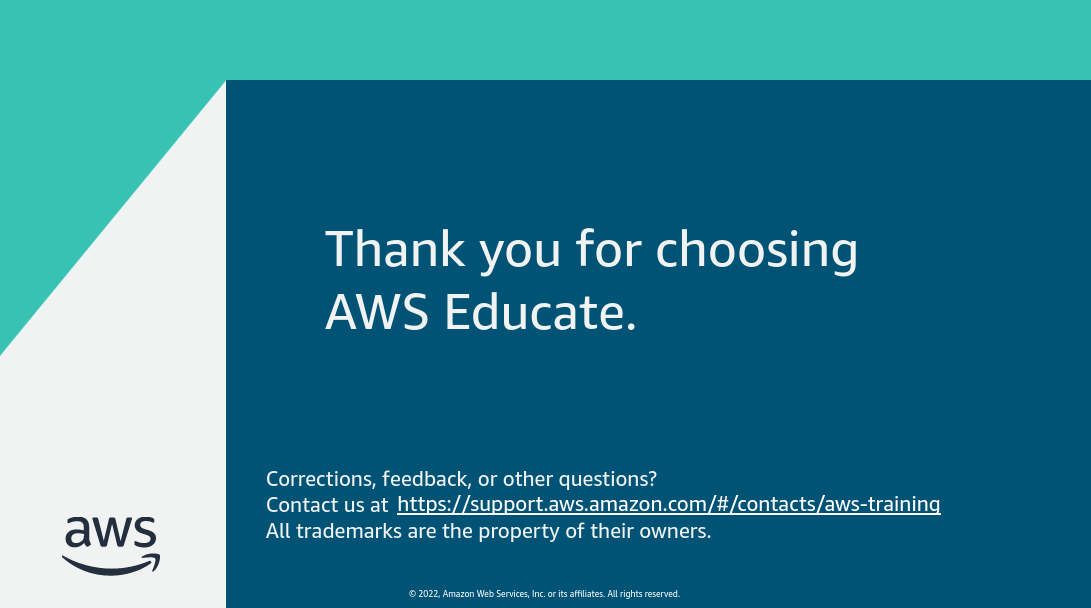 Thank you for choosing
AWS Educate.
Corrections, feedback, or other questions?
Contact us at https://support.aws.amazon.com/#/contacts/aws-training
All trademarks are the property of their owners.
aws
© 2022, Amazon Web Services, Inc. or its affiliates. All rights reserved.